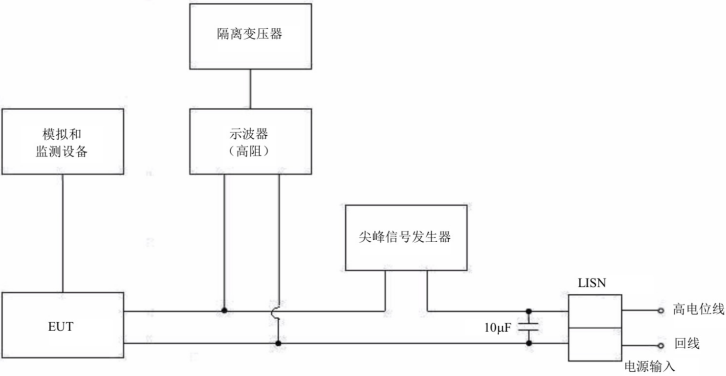 隔离变压器
模拟和
监测设备
示波器
（高阻）
尖峰信号发生器
LISN
高电位线
EUT
10μF
回线
电源输入